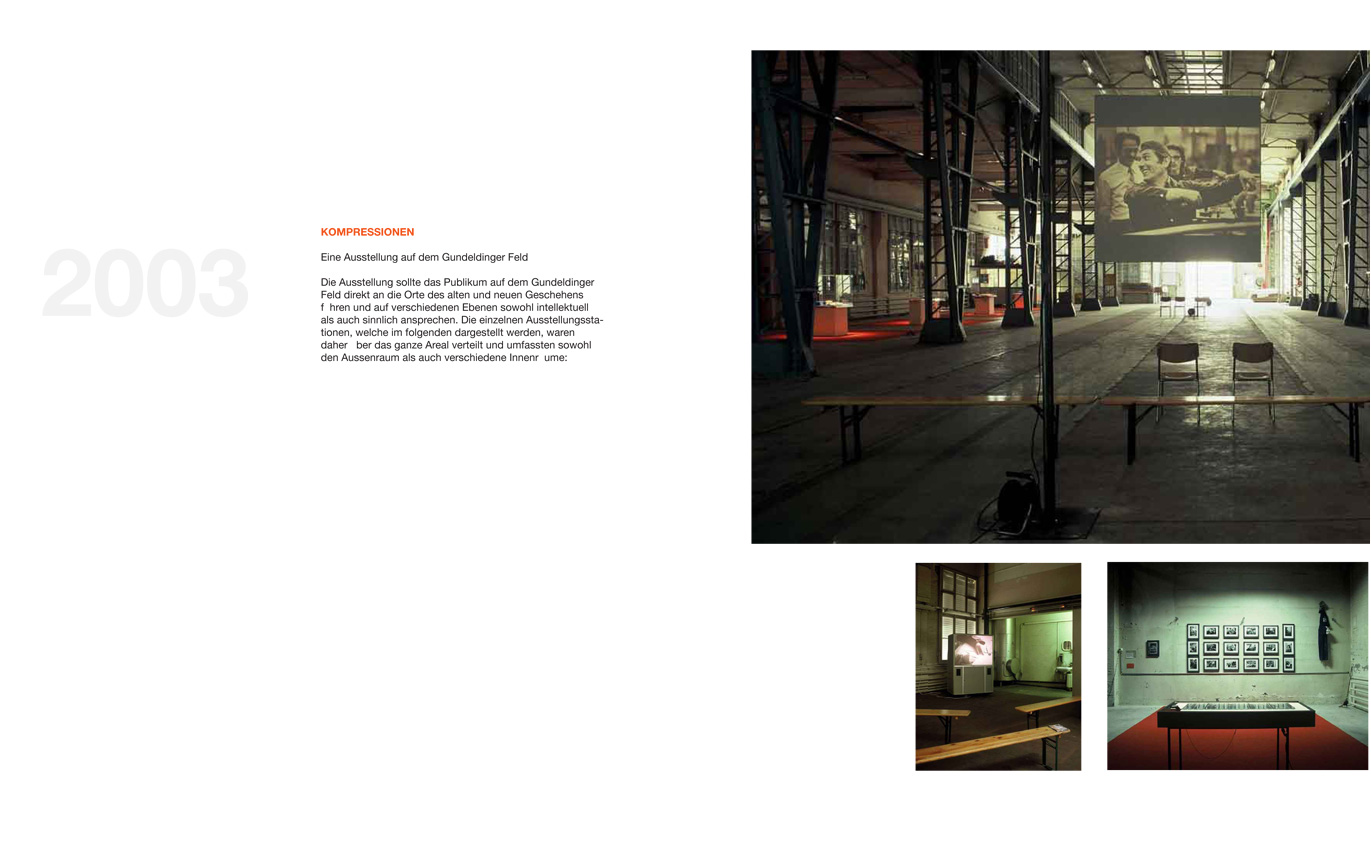 2003
KOMPRESSIONEN
Eine Ausstellung auf dem Gundeldinger Feld
Die Ausstellung sollte das Publikum auf dem Gundeldinger
Feld direkt an die Orte des alten und neuen Geschehens
f hren und auf verschiedenen Ebenen sowohl intellektuell
als auch sinnlich ansprechen. Die einzelnen Ausstellungssta-
tionen, welche im folgenden dargestellt werden, waren
daher ber das ganze Areal verteilt und umfassten sowohl
den Aussenraum als auch verschiedene Innenr ume: